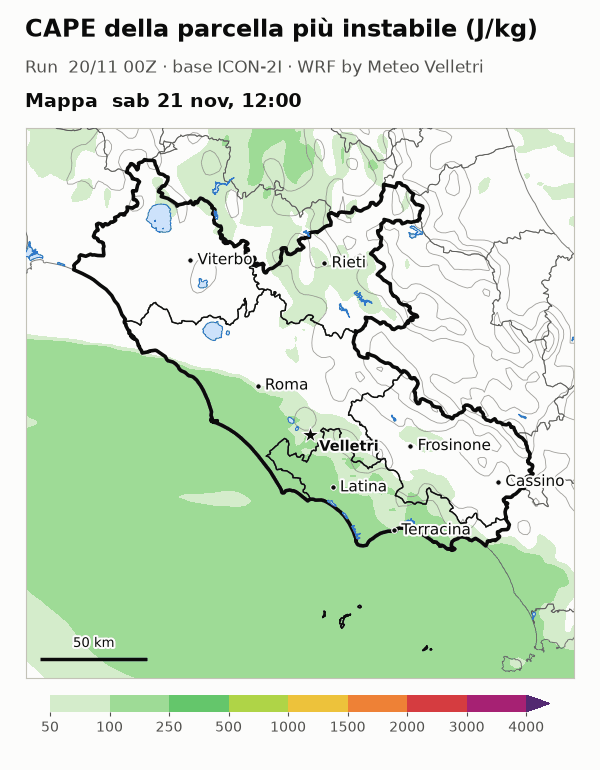 CAPE della parcella più instabile (J/kg)
Run  20/11 00Z · base ICON-2I · WRF by Meteo Velletri
Mappa  sab 21 nov, 12:00
Viterbo
Rieti
Roma
Velletri
Frosinone
Cassino
Latina
Terracina
50 km
50 100 250 500 1000 1500 2000 3000 4000